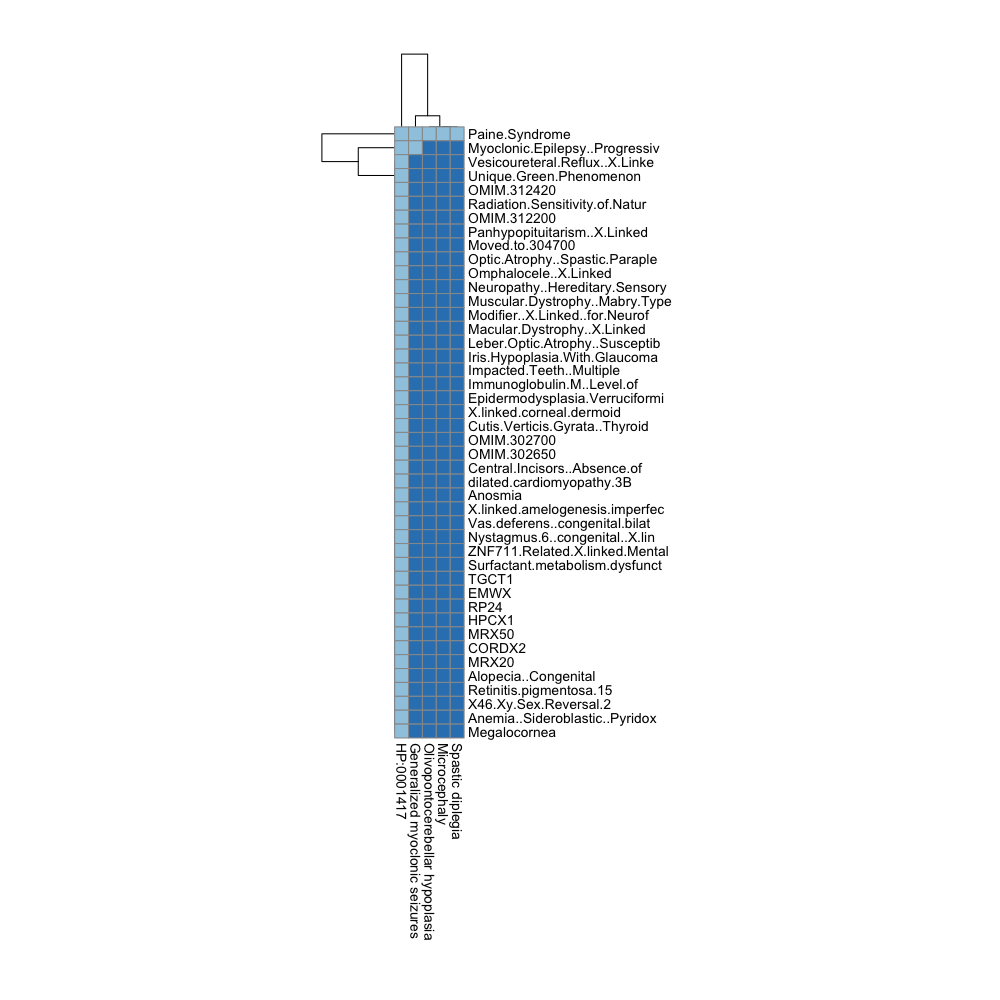 Paine.Syndrome
Myoclonic.Epilepsy..Progressiv
Vesicoureteral.Reflux..X.Linke
Unique.Green.Phenomenon
OMIM.312420
Radiation.Sensitivity.of.Natur
OMIM.312200
Panhypopituitarism..X.Linked
Moved.to.304700
Optic.Atrophy..Spastic.Paraple
Omphalocele..X.Linked
Neuropathy..Hereditary.Sensory
Muscular.Dystrophy..Mabry.Type
Modifier..X.Linked..for.Neurof
Macular.Dystrophy..X.Linked
Leber.Optic.Atrophy..Susceptib
Iris.Hypoplasia.With.Glaucoma
Impacted.Teeth..Multiple
Immunoglobulin.M..Level.of
Epidermodysplasia.Verruciformi
X.linked.corneal.dermoid
Cutis.Verticis.Gyrata..Thyroid
OMIM.302700
OMIM.302650
Central.Incisors..Absence.of
dilated.cardiomyopathy.3B
Anosmia
X.linked.amelogenesis.imperfec
Vas.deferens..congenital.bilat
Nystagmus.6..congenital..X.lin
ZNF711.Related.X.linked.Mental
Surfactant.metabolism.dysfunct
TGCT1
EMWX
RP24
HPCX1
MRX50
CORDX2
MRX20
Alopecia..Congenital
Retinitis.pigmentosa.15
X46.Xy.Sex.Reversal.2
Anemia..Sideroblastic..Pyridox
Megalocornea
HP:0001417
Generalized myoclonic seizures
Olivopontocerebellar hypoplasia
Microcephaly
Spastic diplegia